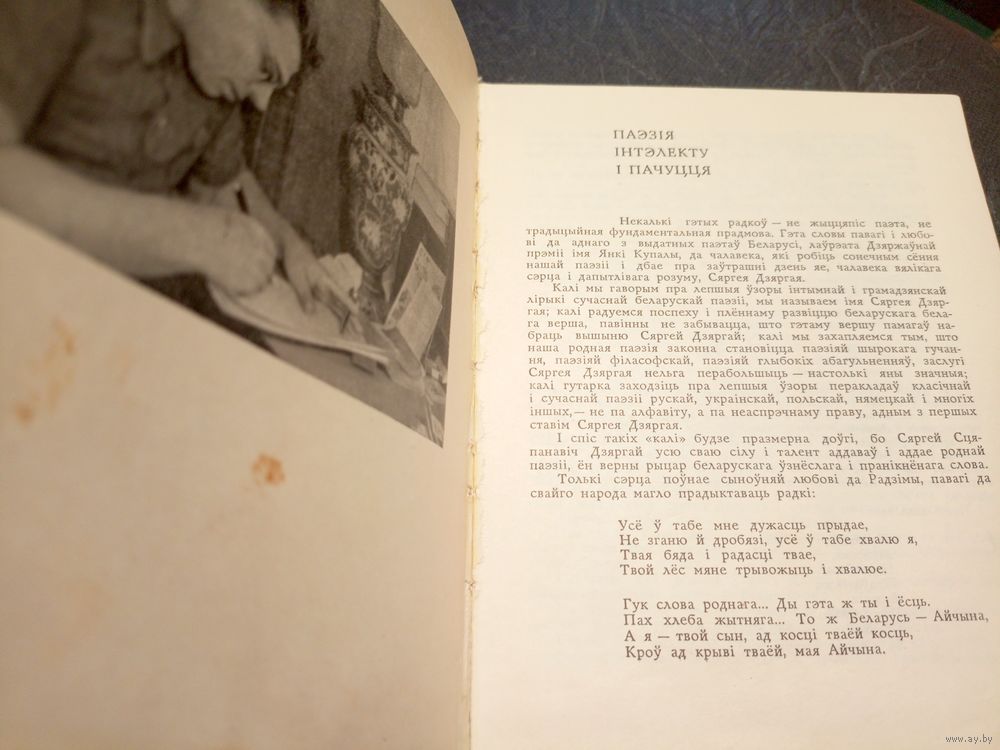 ПАЭЗІЯ
ІНТЭЛЕКТУ
І ПАЧУЦЦЯ
Некалькі гэтых радкоў — не жыццяпіс паэта, не
традыцыйная фундаментальная прадмова. Гэта словы павагі і любо-
ві да аднаго з выдатных паэтаў Беларусі, лаўрэата Дзяржаўнай
прэміі імя Янкі Купалы, да чалавека, які робіць сонечным сёння
нашай паэзіі і дбае пра заўтрашні дзень яе, чалавека вялікага
сэрца і дапытлівага розуму, Сяргея Дзяргая.
Калі мы гаворым пра лепшыя ўзоры інтымнай і грамадзянскай
лірыкі сучаснай беларускай паэзіі, мы называем імя Сяргея Дзяр-
гая; калі радуемся поспеху і плённаму развіццю беларускага бела-
га верша, павінны не забывацца, што гэтаму вершу памагаў на-
браць вышыню Сяргей Дзяргай; калі мы захапляемся тым, што
наша родная паэзія законна становіцца паэзіяй шырокага гучан-
ня, паэзіяй філасофскай, паэзіяй глыбокіх абагульненняў, заслугі
Сяргея Дзяргая нельга перабольшыць — настолькі яны значныя;
калі гутарка заходзіць пра лепшыя ўзоры перакладаў класічнай
і сучаснай паэзіі рускай, украінскай, польскай, нямецкай і многіх
іншых,— не па алфавіту, а па неаспрэчнаму праву, адным з першых
ставім Сяргея Дзяргая.
І спіс такіх «калі» будзе празмерна доўгі, бо Сяргей Сця-
панавіч Дзяргай усю сваю сілу і талент аддаваў і аддае роднай
паэзіі, ён верны рыцар беларускага ўзнёслага і пранікнёнага слова.
Толькі сэрца поўнае сыноўняй любові да Радзімы, павагі да
свайго народа магло прадыктаваць радкі:
Усё ў табе мне дужасць прыдае,
Не зганю й дробязі, усё ў табе хвалю я,
Твая бяда і радасці твае,
Твой лёс мяне трывожыць і хвалюе.
Гук слова роднага... Ды гэта ж ты і ёсць.
Пах хлеба жытняга... То ж Беларусь — Айчына,
А я — твой сын, ад косці тваёй косць,
Кроў ад крыві тваёй, мая Айчына.
www.ay.by